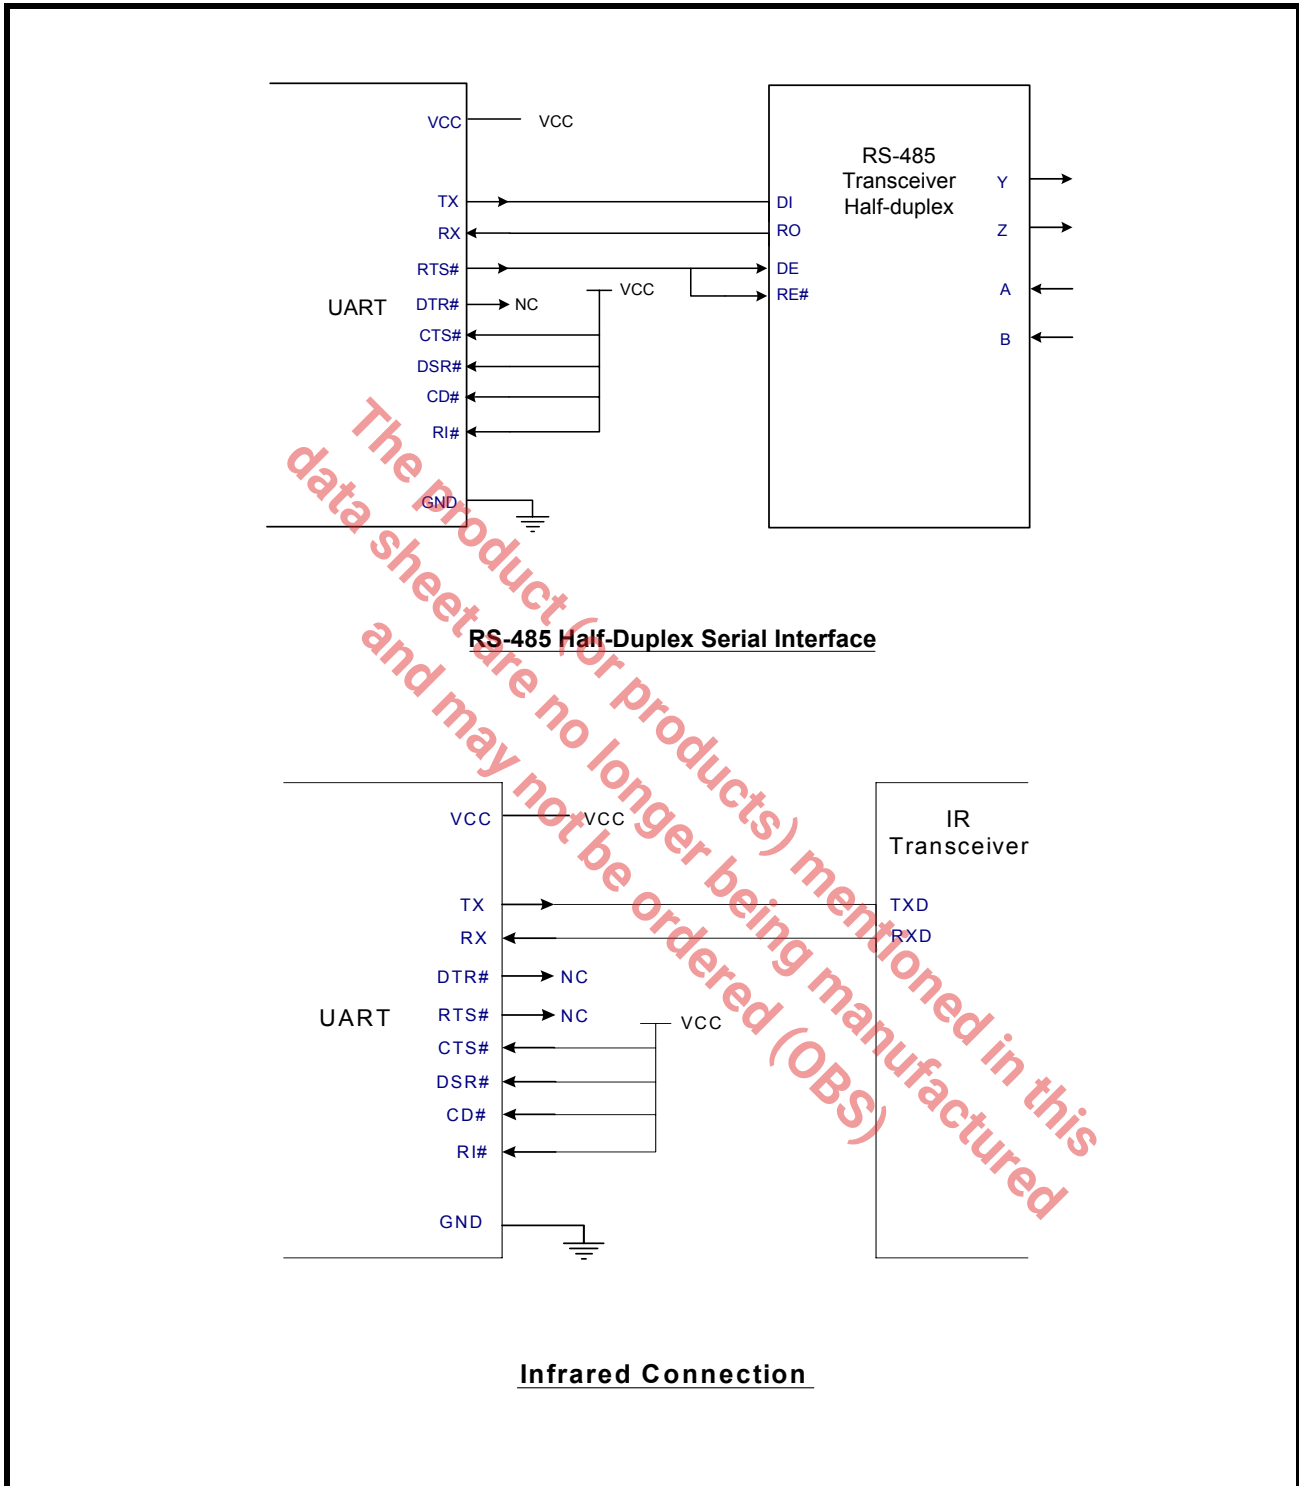 VCC
VCC
TX
RX
RTS#
DTR#
NC
CTS#
DSR#
CD#
RI#
GND
UART
VCC
RS-485
Transceiver
Half-duplex
DI
RO
DE
RE#
Y
Z
A
B
RS-485 Half-Duplex Serial Interface
VCC
VCC
TX
RX
DTR#
NC
RTS#
NC
CTS#
DSR#
CD#
RI#
GND
UART
VCC
IR
Transceiver
TXD
RXD
Infrared Connection
The product (or products) mentioned in this
data sheet are no longer being manufactured
and may not be ordered (OBS)